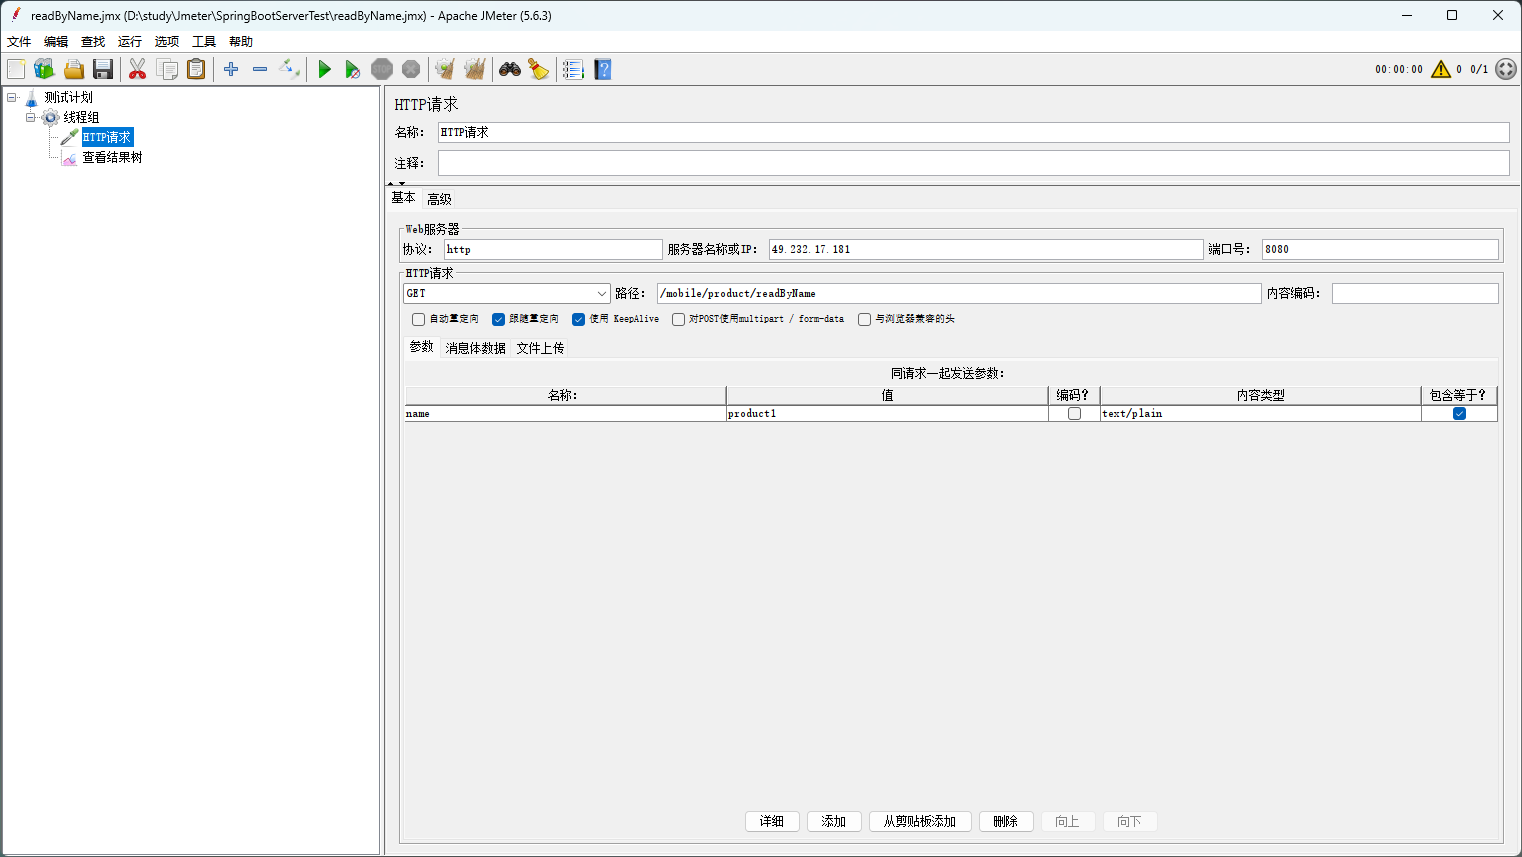 readByName.jmx (D:\study\Jmeter\SpringBootServerTest\readByName.jmx) - Apache JMeter (5.6.3)
文件 编辑 查找 运行 选项 工具 帮助
STOP
00:00:00 0 0/1
测试计划
线程组
HTTP请求
查看结果树
HTTP请求
名称： HTTP请求
注释：
基本 高级
Web服务器
协议： http 服务器名称或IP： 49.232.17.181 端口号： 8080
HTTP请求
GET 路径： /mobile/product/readByName 内容编码：
自动重定向 跟随重定向 使用 KeepAlive 对POST使用multipart / form-data 与浏览器兼容的头
参数 消息体数据 文件上传
同请求一起发送参数：
名称： 值 编码？ 内容类型 包含等于？
name product1 text/plain
详细 添加 从剪贴板添加 删除 向上 向下